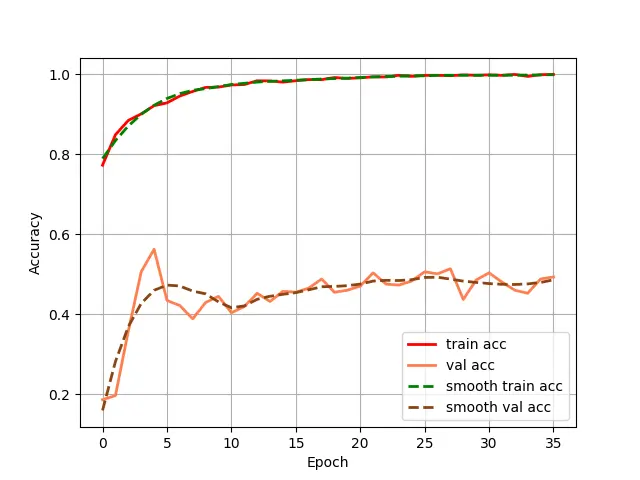 1.0
0.8
0.6
0.4
0.2
Accuracy
train acc
val acc
smooth train acc
smooth val acc
0 5 10 15 20 25 30 35
Epoch